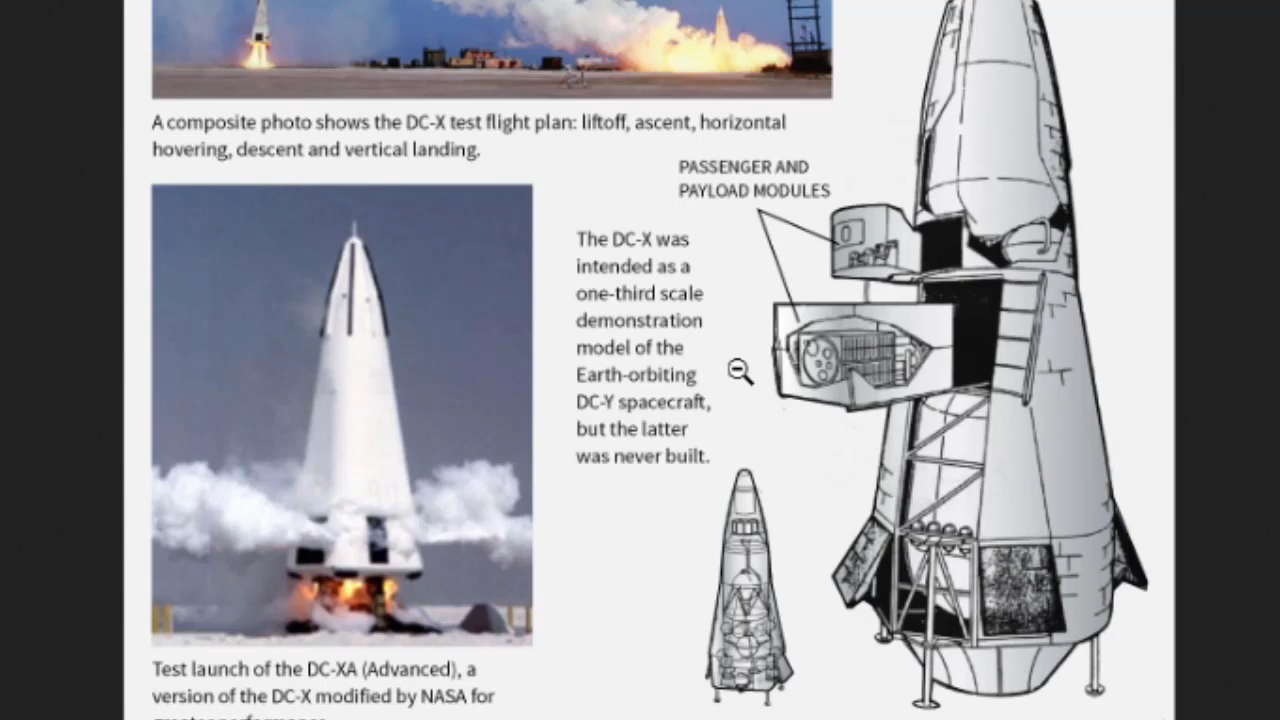 A composite photo shows the DC-X test flight plan: liftoff, ascent, horizontal
hovering, descent and vertical landing.
PASSENGER AND
PAYLOAD MODULES
The DC-X was
intended as a
one-third scale
demonstration
model of the
Earth-orbiting
DC-Y spacecraft,
but the latter
was never built.
Test launch of the DC-XA (Advanced), a
version of the DC-X modified by NASA for